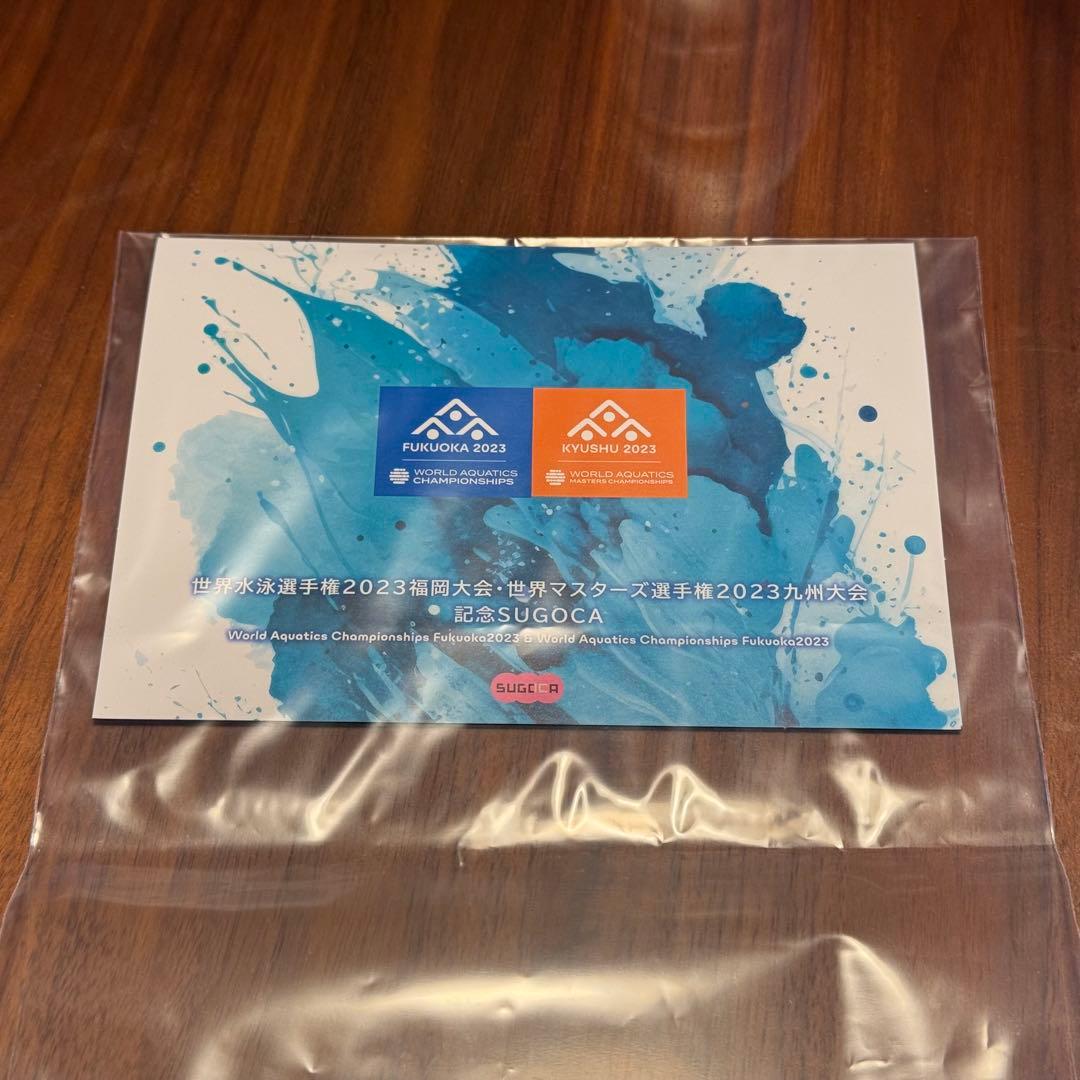 FUKUOKA 2023
WORLD AQUATICS
CHAMPIONSHIPS
KYUSHU 2023
WORLD AQUATICS
MASTERS CHAMPIONSHIPS
世界水泳選手権2023福岡大会・世界マスターズ選手権2023九州大会
記念SUGOCA
World Aquatics Championships Fukuoka2023 & World Aquatics Championships Fukuoka2023
SUGOCA